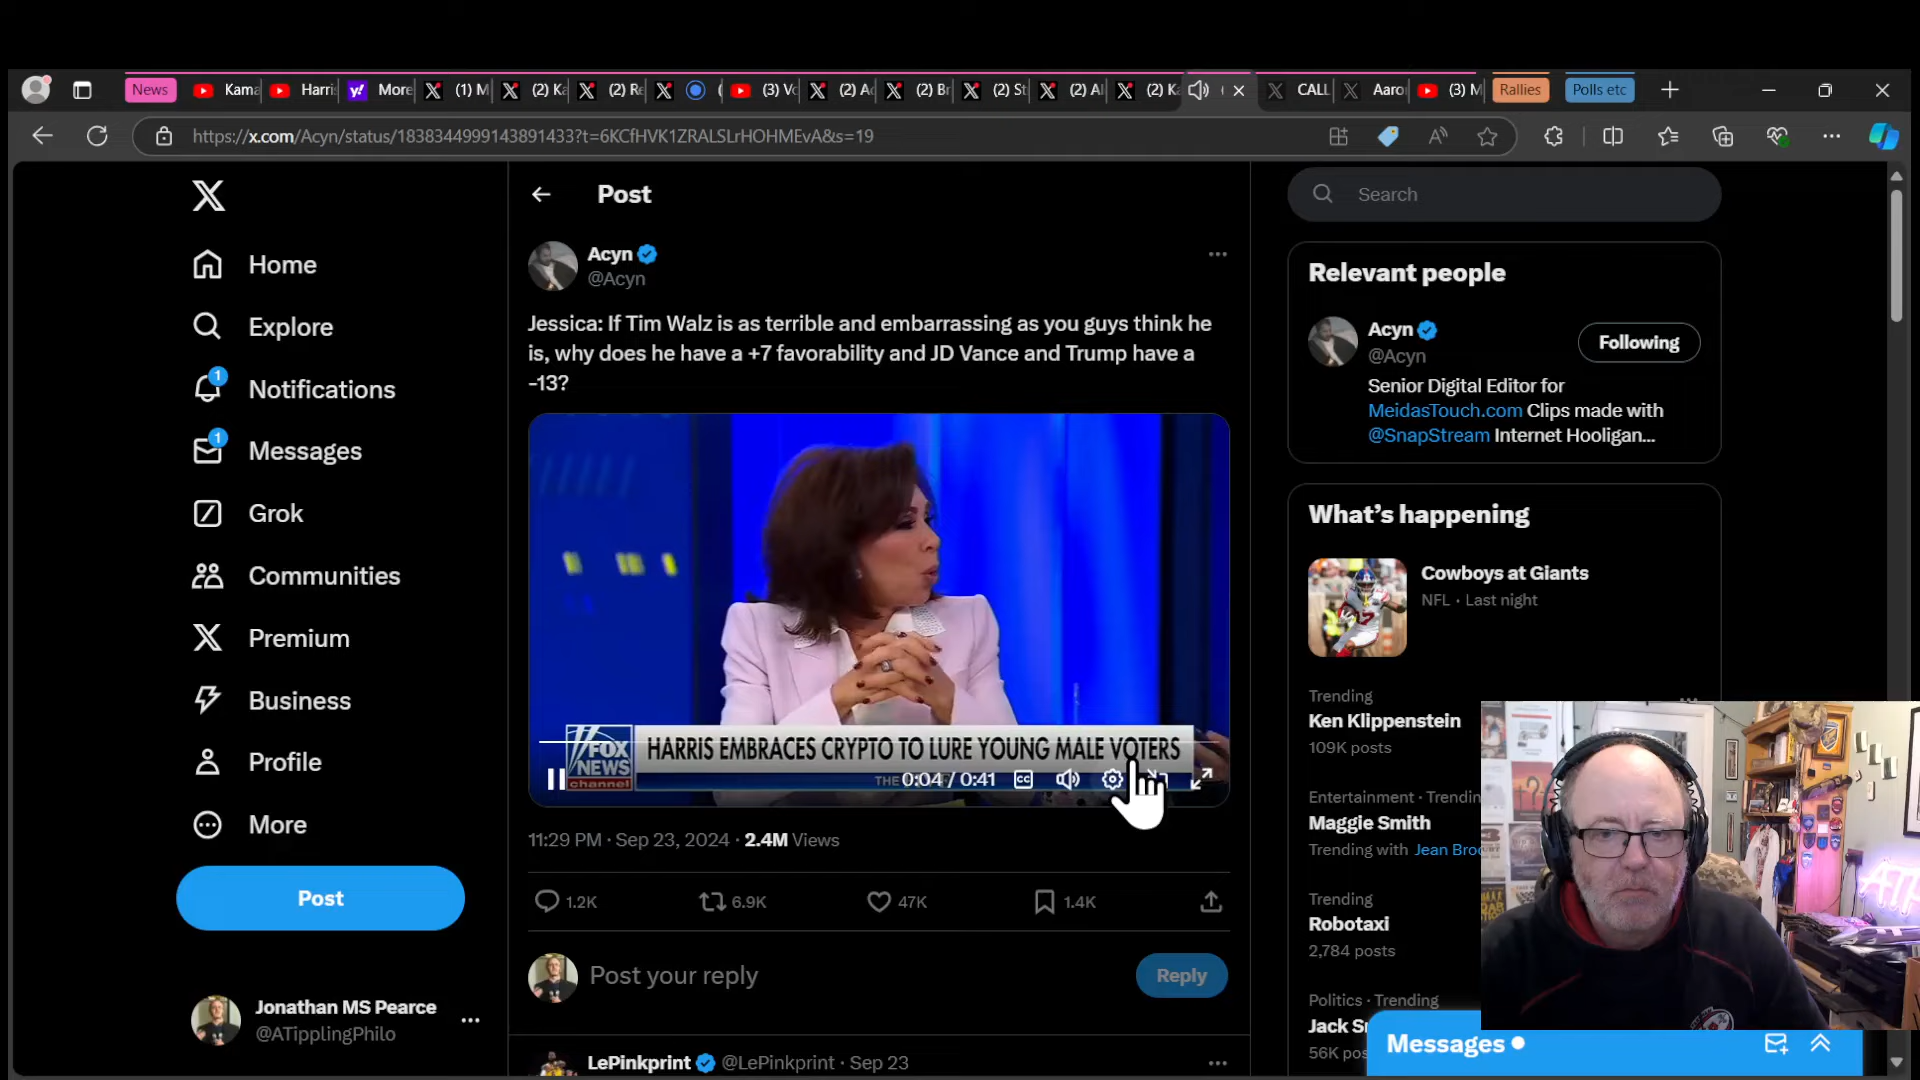 News
Kama
Harri
More
(1) M
(2) Ka
(2) Re
(
(3) Vo
(2) Ac
(2) Br
(2) St
(2) Al
(2) Ka
CALL
Aaro
(3) M
Rallies
Polls etc
https://x.com/Acyn/status/1838344999143891433?t=6KCfHVK1ZRALSLrHOHMEvA&s=19
Home
Explore
1
Notifications
1
Messages
Grok
Communities
Premium
Business
Profile
More
Post
Jonathan MS Pearce
@ATipplingPhilo
Post
Acyn
@Acyn
Jessica: If Tim Walz is as terrible and embarrassing as you guys think he
is, why does he have a +7 favorability and JD Vance and Trump have a
-13?
FOX
NEWS
channel
HARRIS EMBRACES CRYPTO TO LURE YOUNG MALE VOTERS
THE
0:04 / 0:41
CC
11:29 PM · Sep 23, 2024 · 2.4M Views
1.2K
6.9K
47K
1.4K
Post your reply
Reply
LePinkprint @LePinkprint · Sep 23
Search
Relevant people
Acyn
@Acyn
Following
Senior Digital Editor for
MeidasTouch.com Clips made with
@SnapStream Internet Hooligan...
What's happening
Cowboys at Giants
NFL · Last night
Trending
Ken Klippenstein
109K posts
Entertainment · Trendin
Maggie Smith
Trending with Jean Broc
Trending
Robotaxi
2,784 posts
Politics · Trending
Jack Sm
56K pos
Messages